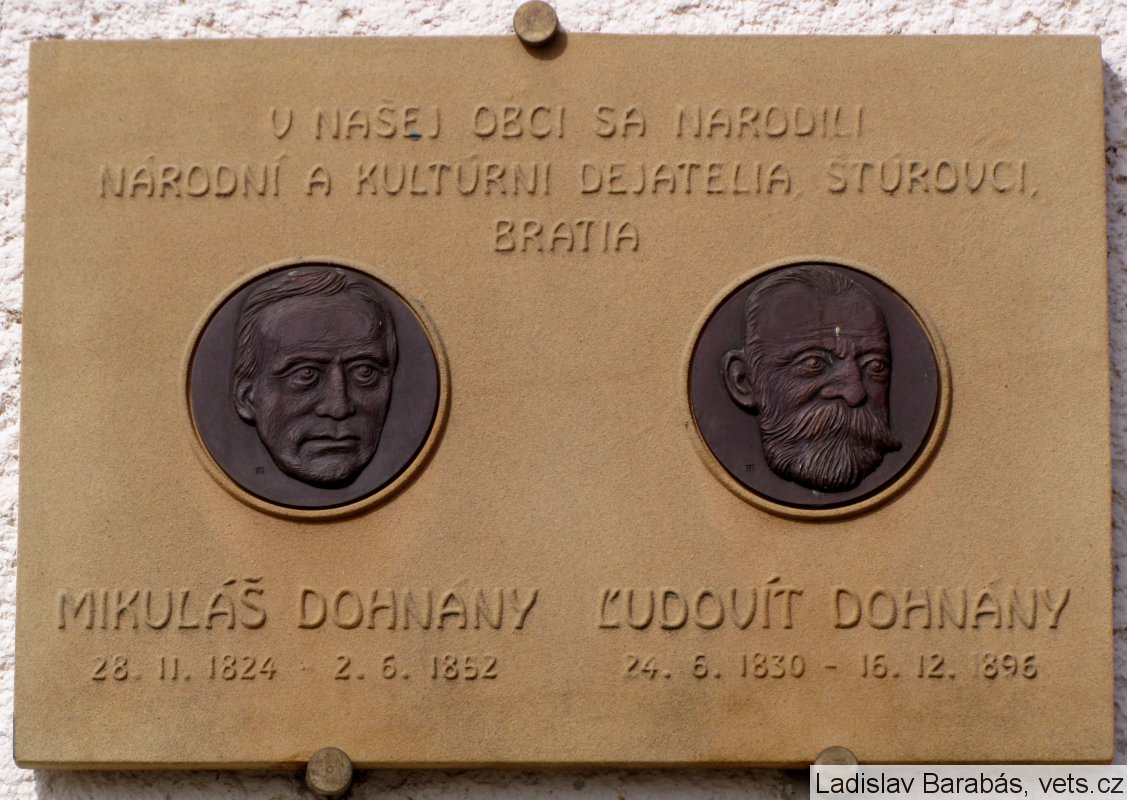 V NAŠEJ OBCI SA NARODILI
NÁRODNÍ A KULTÚRNI DEJATELIA, ŠTÚROVCI,
BRATIA
MIKULÁŠ DOHNÁNY
28. 11. 1824 - 2. 6. 1852
ĽUDOVÍT DOHNÁNY
24. 6. 1830 - 16. 12. 1896
Ladislav Barabás, vets.cz